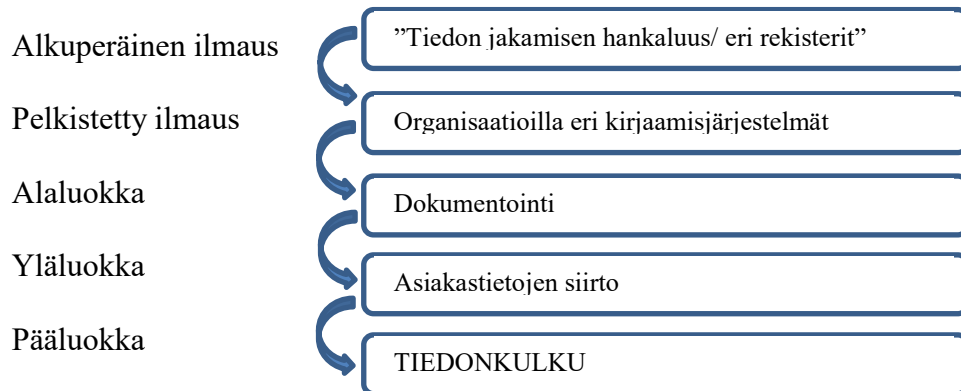 Alkuperäinen ilmaus
”Tiedon jakamisen hankaluus/ eri rekisterit”
Pelkistetty ilmaus
Organisaatioilla eri kirjaamisjärjestelmät
Alaluokka
Dokumentointi
Yläluokka
Asiakastietojen siirto
Pääluokka
TIEDONKULKU